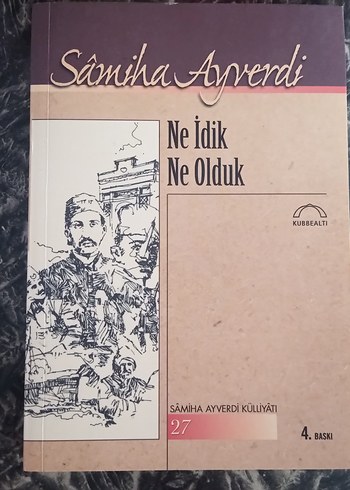 Sâmiha Ayverdi
Ne İdik
Ne Olduk
KUBBEALTI
SÂMİHA AYVERDİ KÜLLİYÂTI
27
4. BASKI